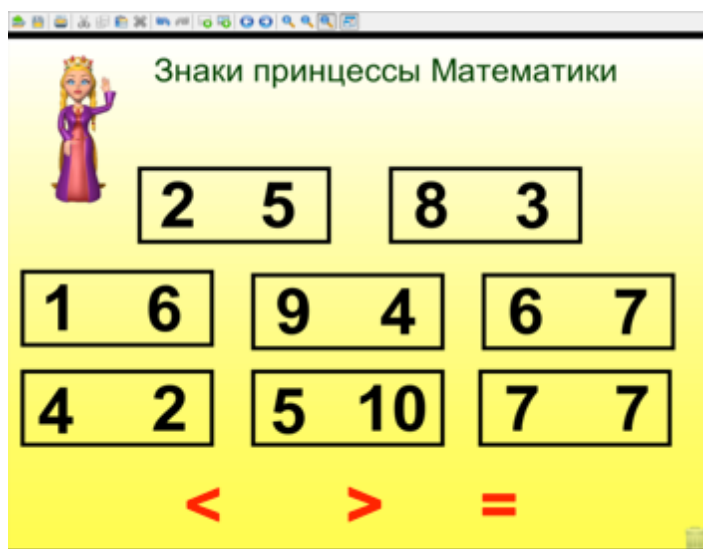 Знаки принцессы Математики
2 5 8 3
1 6 9 4 6 7
4 2 5 10 7 7
< > =